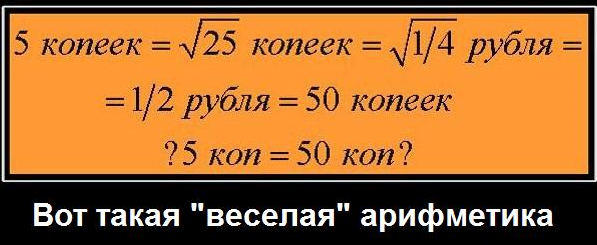 5 копеек = √25 копеек = √1/4 рубля =
= 1/2 рубля = 50 копеек
?5 коп = 50 коп?
Вот такая "веселая" арифметика